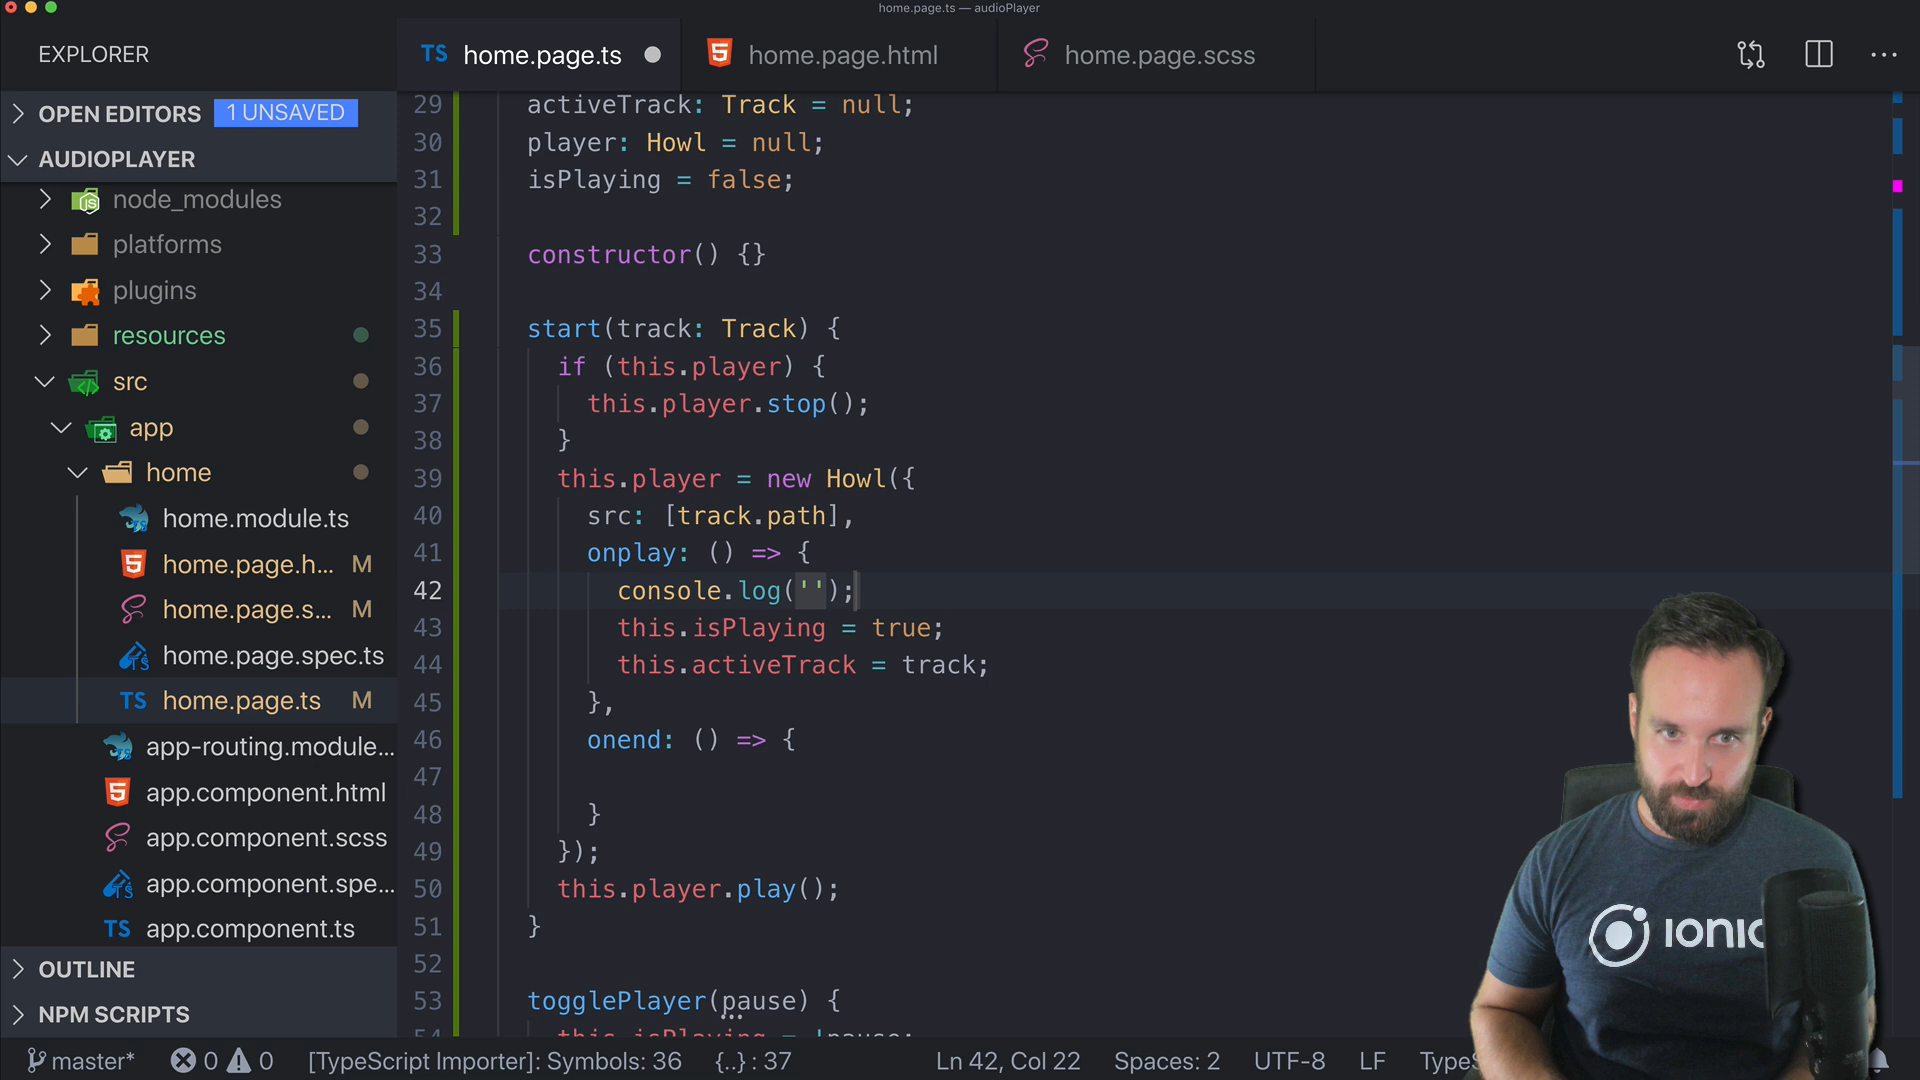 home.page.ts — audioPlayer
EXPLORER
TS home.page.ts
home.page.html
home.page.scss
OPEN EDITORS 1 UNSAVED
AUDIOPLAYER
node_modules
platforms
plugins
resources
src
app
home
home.module.ts
home.page.h... M
home.page.s... M
home.page.spec.ts
TS home.page.ts M
app-routing.module...
app.component.html
app.component.scss
app.component.spe...
TS app.component.ts
OUTLINE
NPM SCRIPTS
29 activeTrack: Track = null;
30 player: Howl = null;
31 isPlaying = false;
32
33 constructor() {}
34
35 start(track: Track) {
36 if (this.player) {
37 this.player.stop();
38 }
39 this.player = new Howl({
40 src: [track.path],
41 onplay: () => {
42 console.log('');
43 this.isPlaying = true;
44 this.activeTrack = track;
45 },
46 onend: () => {
47
48 }
49 });
50 this.player.play();
51 }
52
53 togglePlayer(pause) {
54 this.isPlaying = !pause;
IONIC
master* 0 0 [TypeScript Importer]: Symbols: 36 {..} : 37 Ln 42, Col 22 Spaces: 2 UTF-8 LF TypeS